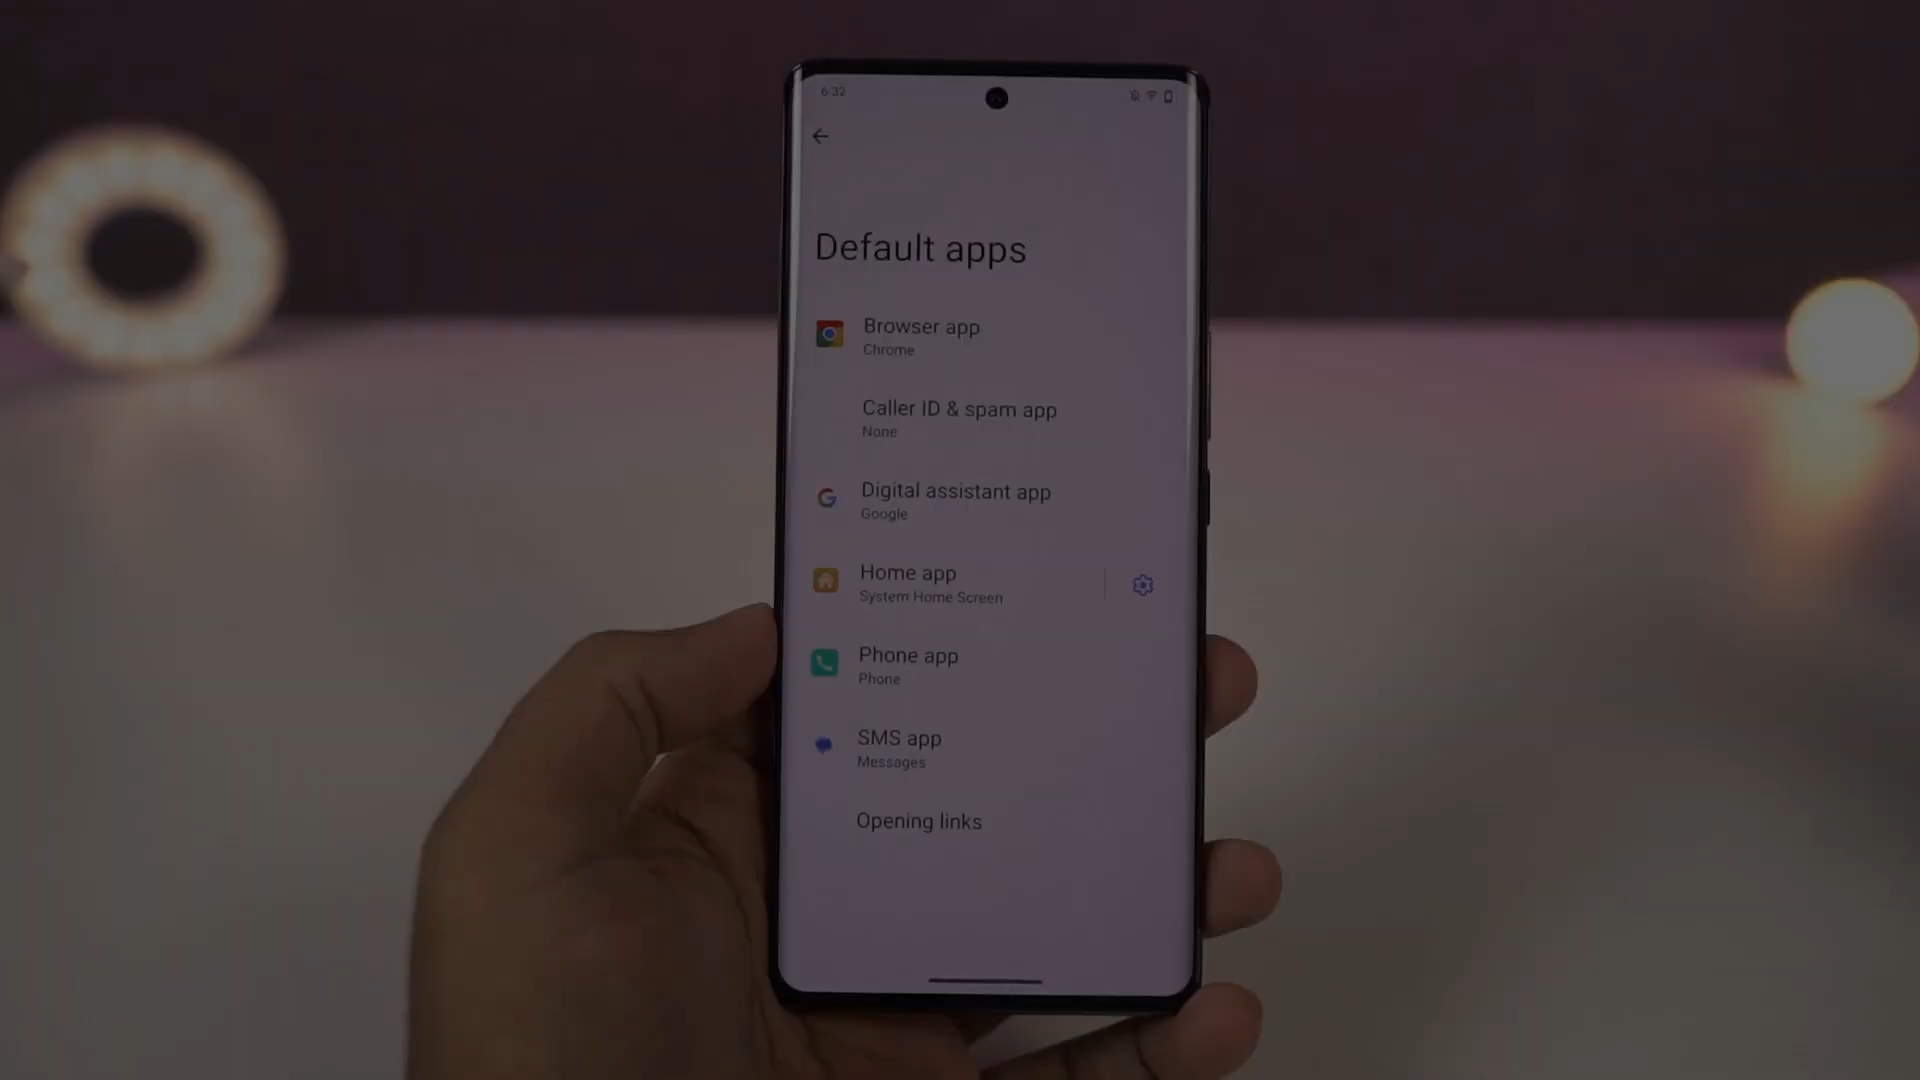 6:32
Default apps
Browser app
Chrome
Caller ID & spam app
None
Digital assistant app
Google
Home app
System Home Screen
Phone app
Phone
SMS app
Messages
Opening links